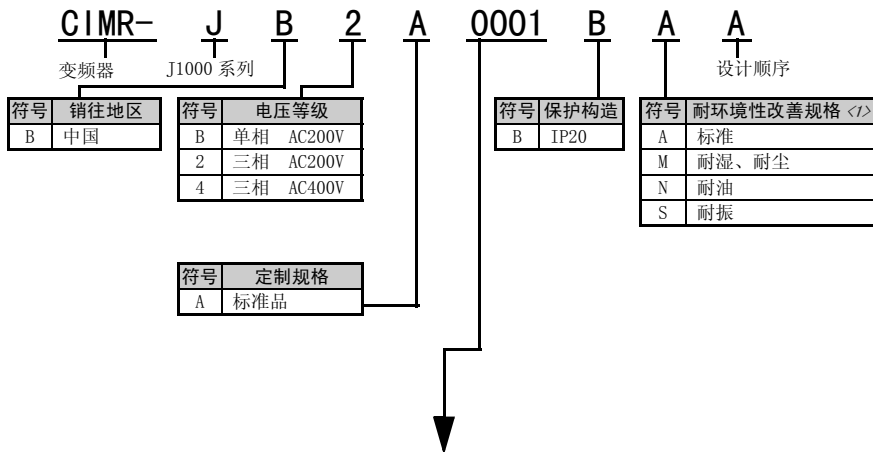 CIMR- J B 2 A 0001 B A A
变频器 J1000 系列 设计顺序
符号 销往地区
B 中国
符号 电压等级
B 单相 AC200V
2 三相 AC200V
4 三相 AC400V
符号 保护构造
B IP20
符号 耐环境性改善规格 <1>
A 标准
M 耐湿、耐尘
N 耐油
S 耐振
符号 定制规格
A 标准品